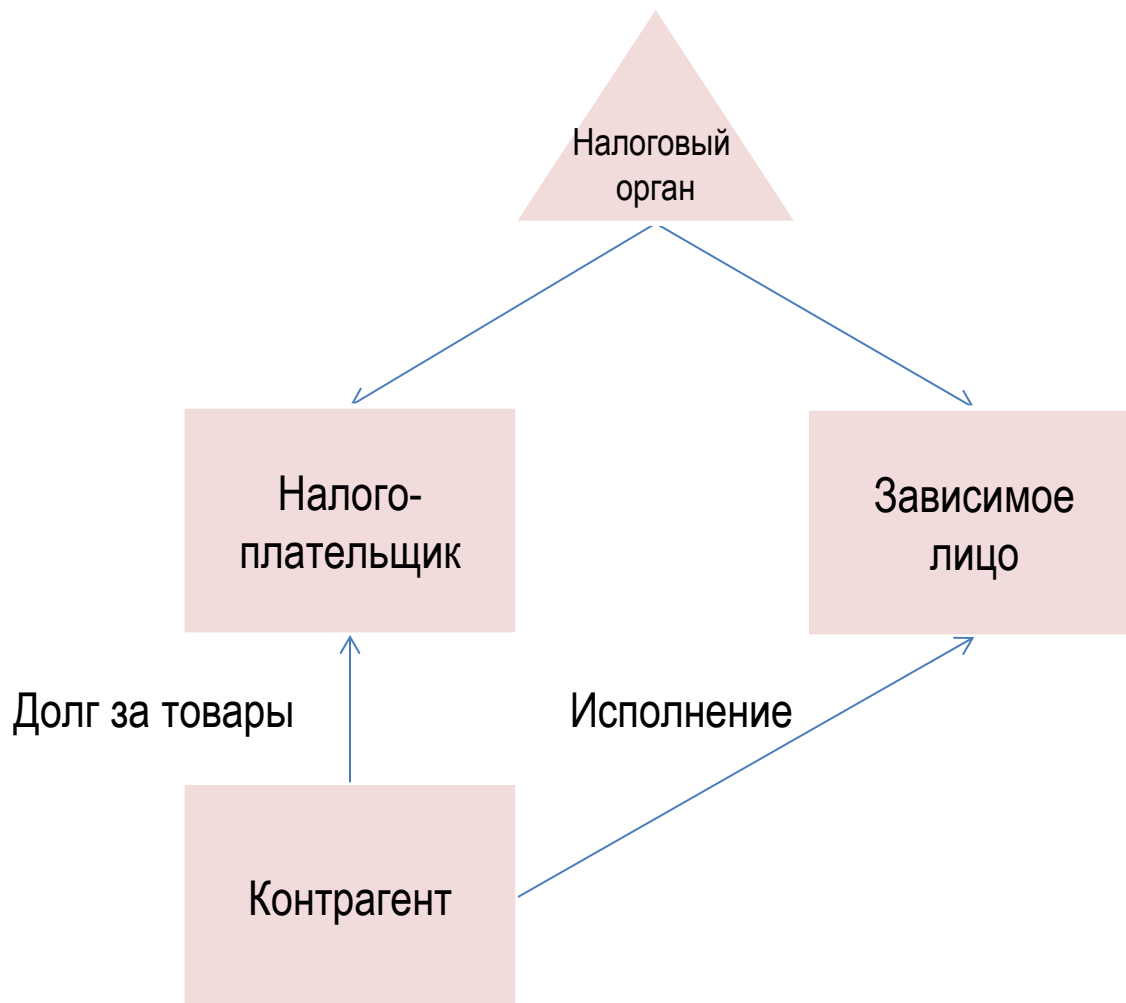 Налоговый
орган
Налого-
плательщик
Зависимое
лицо
Долг за товары
Исполнение
Контрагент